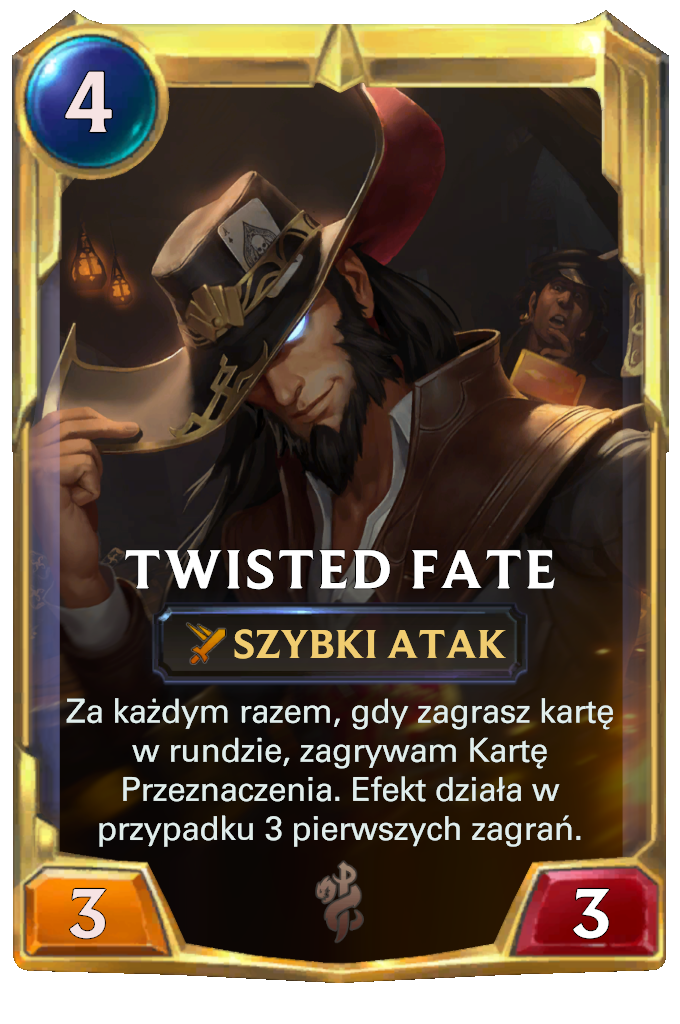 4
TWISTED FATE
SZYBKI ATAK
Za każdym razem, gdy zagrasz kartę
w rundzie, zagrywam Kartę
Przeznaczenia. Efekt działa w
przypadku 3 pierwszych zagrań.
3
3